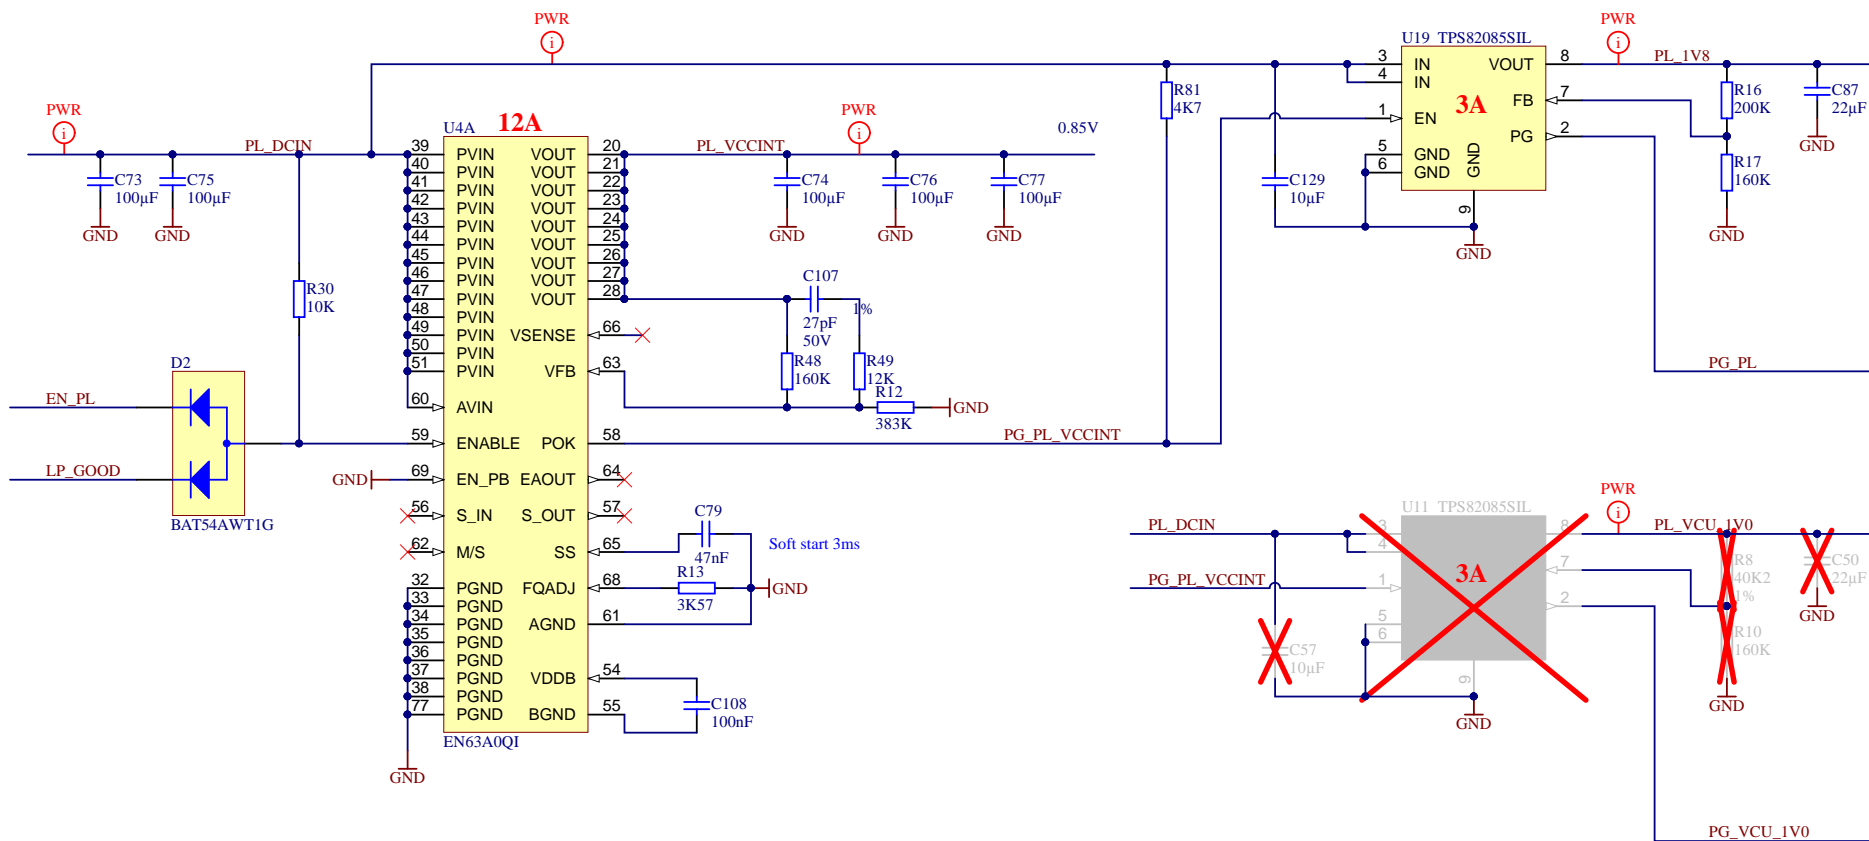 PWR
i
PWR
i
PWR
i
PWR
i
U4A
12A
PL_DCIN
C73
100µF
GND
C75
100µF
GND
R30
10K
D2
EN_PL
LP_GOOD
BAT54AWT1G
39 PVIN VOUT 20
40 PVIN VOUT 21
41 PVIN VOUT 22
42 PVIN VOUT 23
43 PVIN VOUT 24
44 PVIN VOUT 25
45 PVIN VOUT 26
46 PVIN VOUT 27
47 PVIN VOUT 28
48 PVIN
49 PVIN VSENSE 66
50 PVIN
51 PVIN VFB 63
60 AVIN
59 ENABLE POK 58
GND 69 EN_PB EAOUT 64
56 S_IN S_OUT 57
62 M/S SS 65
32 PGND FQADJ 68
33 PGND
34 PGND AGND 61
35 PGND
36 PGND
37 PGND VDDB 54
38 PGND
77 PGND BGND 55
EN63A0QI
GND
PL_VCCINT
0.85V
C74
100µF
GND
C76
100µF
GND
C77
100µF
GND
C107
27pF
50V
1%
R48
160K
R49
12K
R12
383K
GND
PG_PL_VCCINT
C79
47nF
Soft start 3ms
R13
3K57
GND
C108
100nF
R81
4K7
C129
10µF
U19 TPS82085SIL
3 IN VOUT 8
4 IN
3A
FB 7
1 EN
PG 2
5 GND
6 GND
GND
9
GND
PL_1V8
R16
200K
R17
160K
GND
C87
22µF
GND
PG_PL
PL_DCIN
PG_PL_VCCINT
C57
10µF
U11 TPS82085SIL
3 8
4
3A
7
1
2
5
6
9
GND
PWR
i
PL_VCU_1V0
R8
40K2
1%
R10
160K
GND
C50
22µF
GND
PG_VCU_1V0